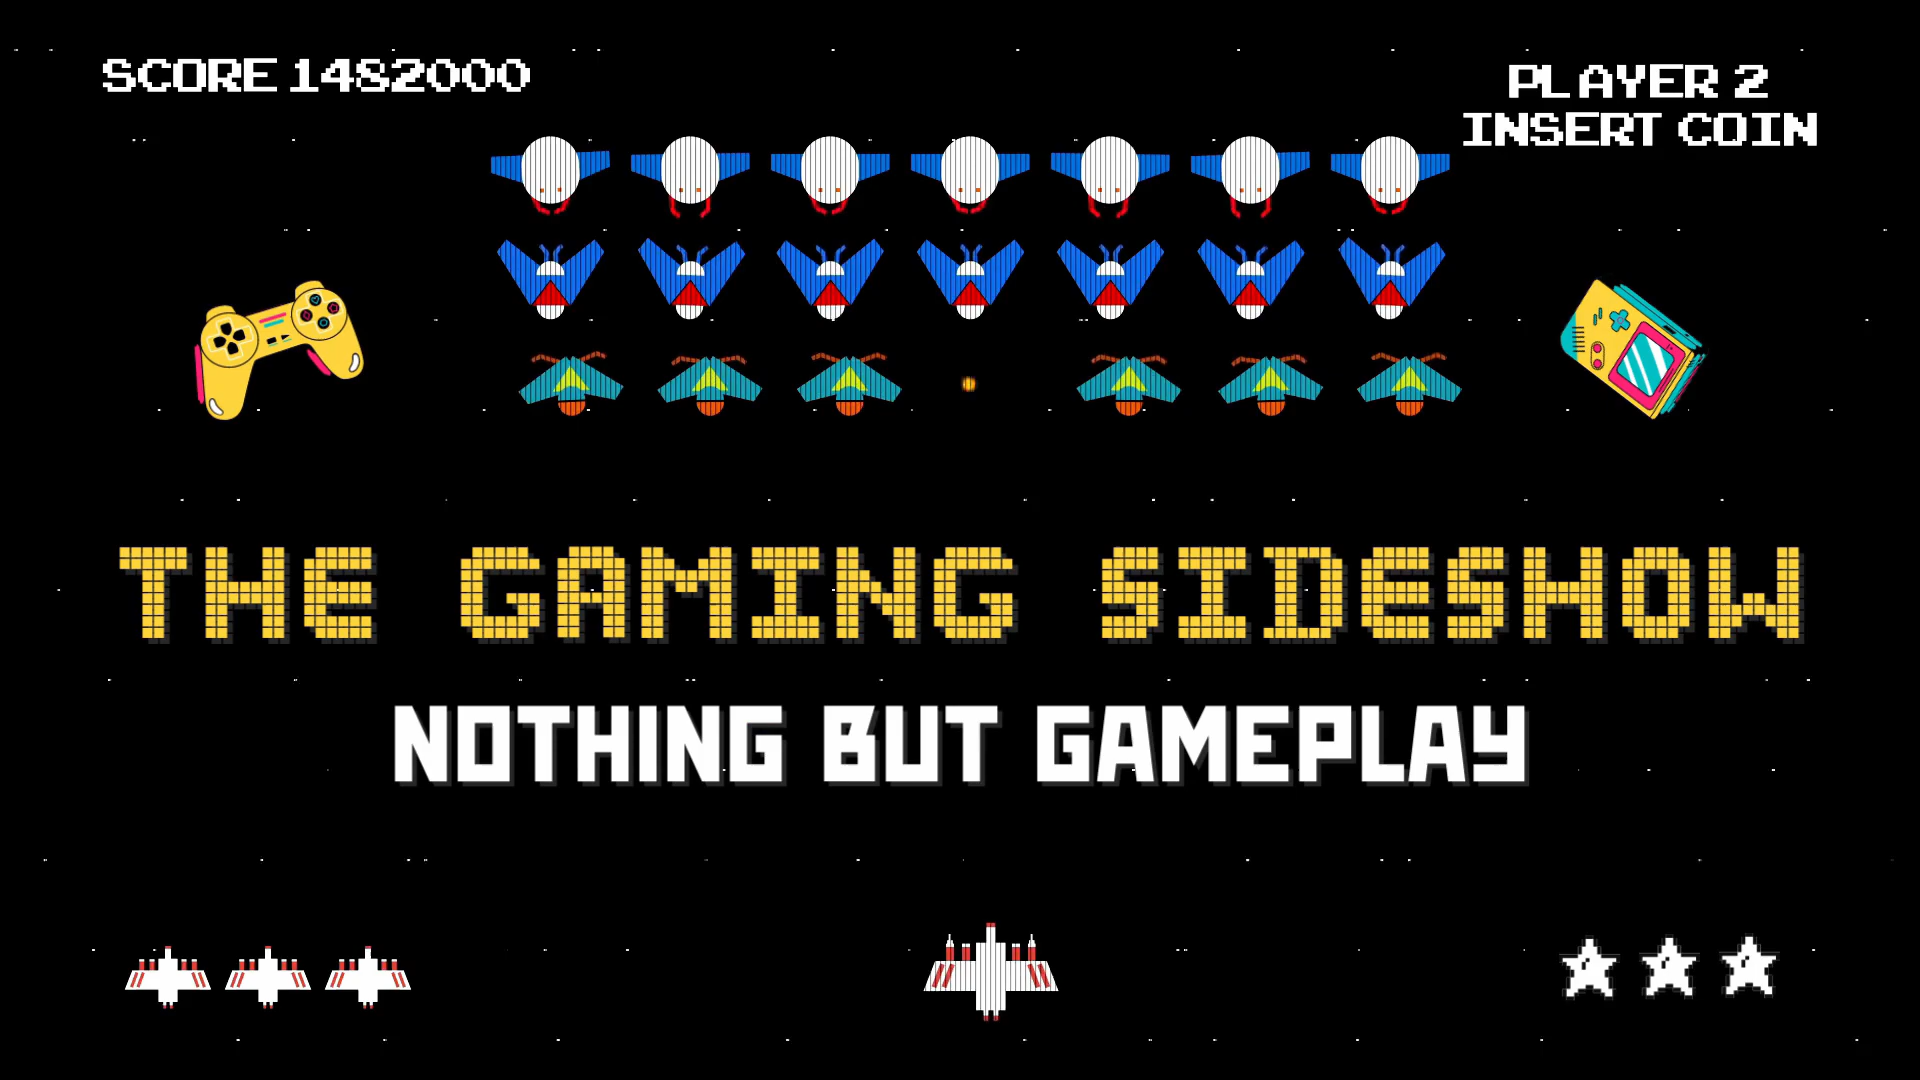 SCORE 1482000
PLAYER 2
INSERT COIN
THE GAMING SIDESHOW
NOTHING BUT GAMEPLAY